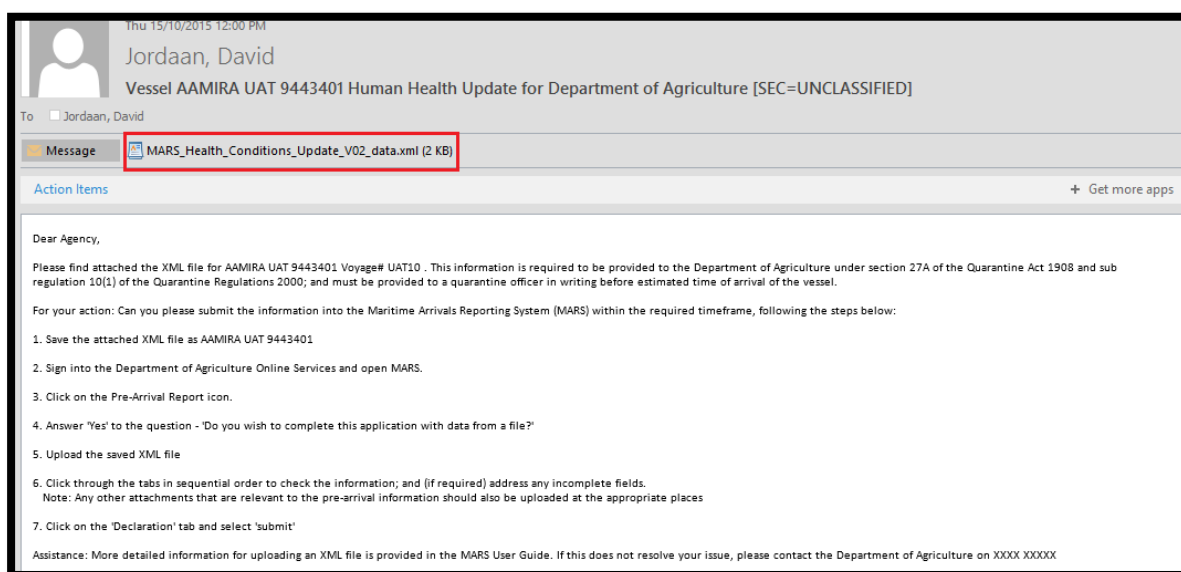 Thu 15/10/2015 12:00 PM
Jordaan, David
Vessel AAMIRA UAT 9443401 Human Health Update for Department of Agriculture [SEC=UNCLASSIFIED]
To Jordaan, David
Message MARS_Health_Conditions_Update_V02_data.xml (2 KB)
Action Items + Get more apps
Dear Agency,
Please find attached the XML file for AAMIRA UAT 9443401 Voyage# UAT10 . This information is required to be provided to the Department of Agriculture under section 27A of the Quarantine Act 1908 and sub
regulation 10(1) of the Quarantine Regulations 2000; and must be provided to a quarantine officer in writing before estimated time of arrival of the vessel.
For your action: Can you please submit the information into the Maritime Arrivals Reporting System (MARS) within the required timeframe, following the steps below:
1. Save the attached XML file as AAMIRA UAT 9443401
2. Sign into the Department of Agriculture Online Services and open MARS.
3. Click on the Pre-Arrival Report icon.
4. Answer 'Yes' to the question - 'Do you wish to complete this application with data from a file?'
5. Upload the saved XML file
6. Click through the tabs in sequential order to check the information; and (if required) address any incomplete fields.
Note: Any other attachments that are relevant to the pre-arrival information should also be uploaded at the appropriate places
7. Click on the 'Declaration' tab and select 'submit'
Assistance: More detailed information for uploading an XML file is provided in the MARS User Guide. If this does not resolve your issue, please contact the Department of Agriculture on XXXX XXXXX